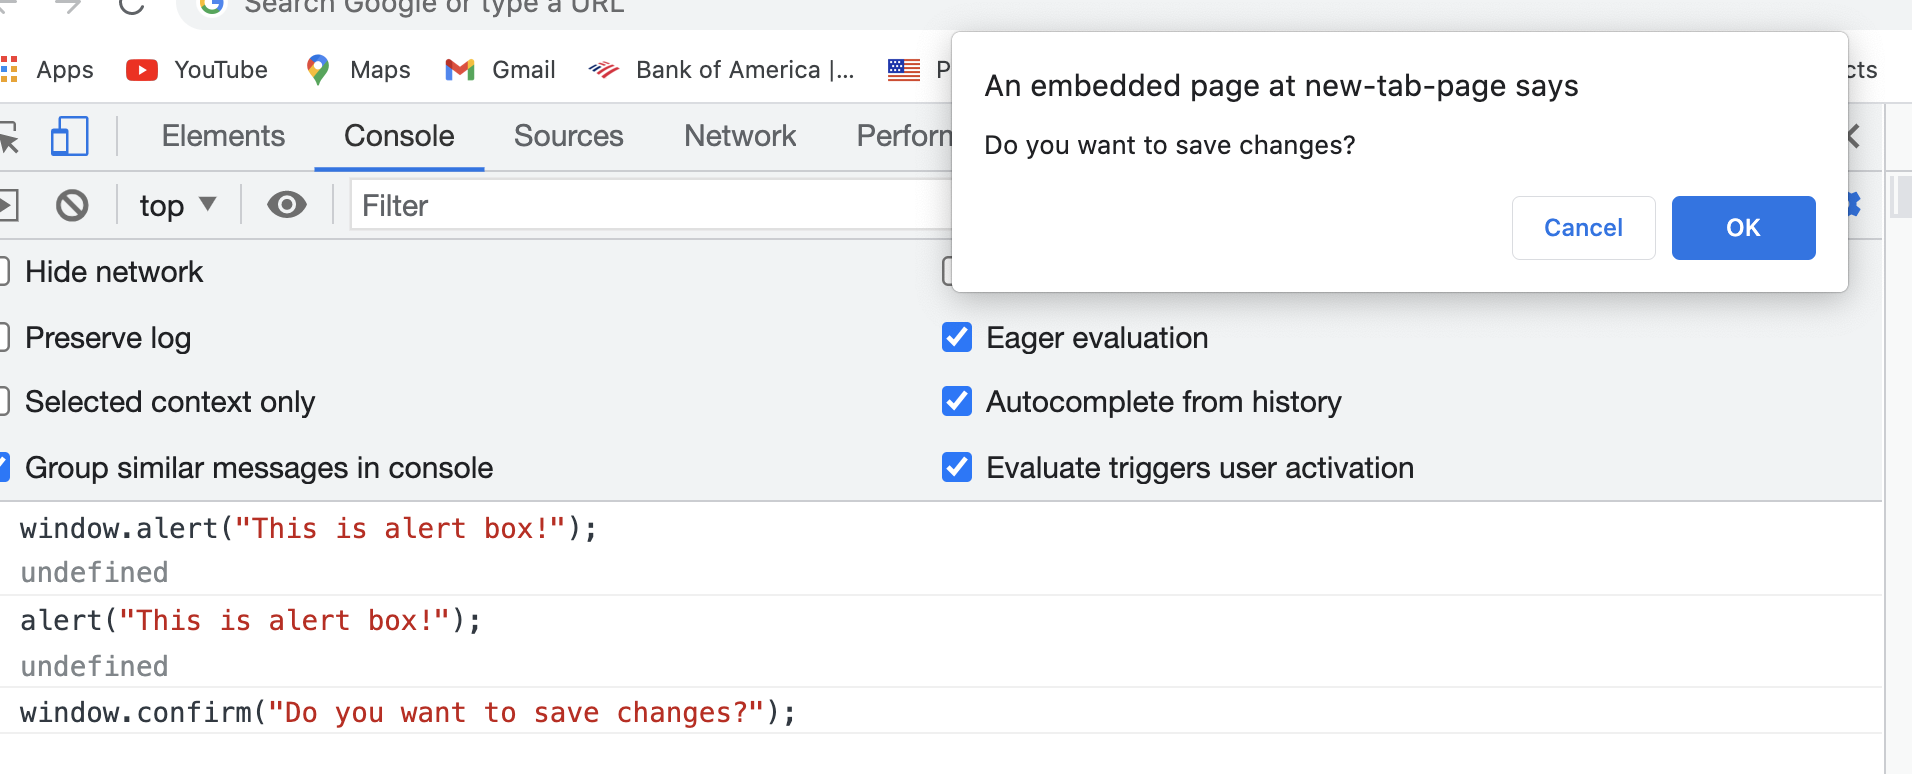 Search Google or type a URL
Apps YouTube Maps Gmail Bank of America |... P
cts
An embedded page at new-tab-page says
Do you want to save changes?
Cancel OK
Elements Console Sources Network Perforn
top Filter
Hide network
Preserve log Eager evaluation
Selected context only Autocomplete from history
Group similar messages in console Evaluate triggers user activation
window.alert("This is alert box!");
undefined
alert("This is alert box!");
undefined
window.confirm("Do you want to save changes?");